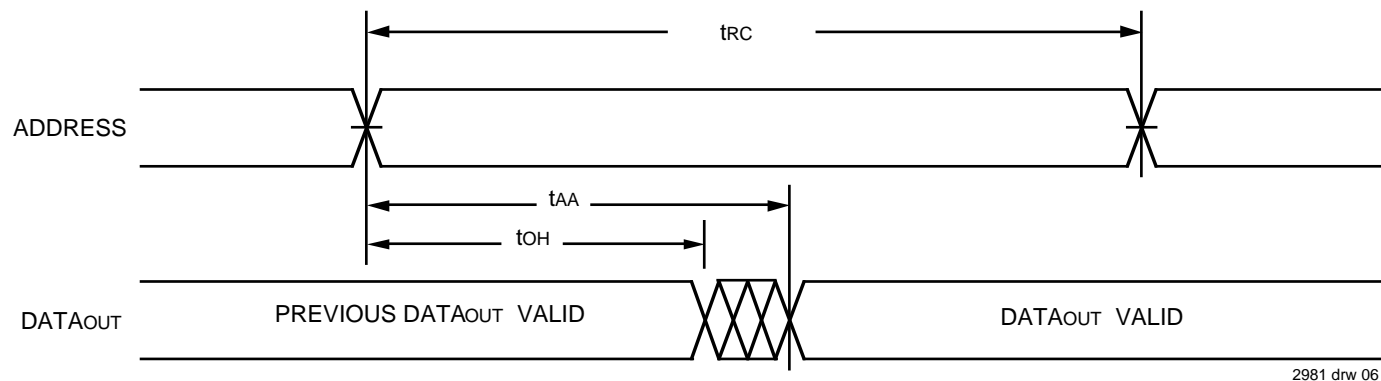 tRC
ADDRESS
tAA
tOH
DATAOUT
PREVIOUS DATAOUT VALID
DATAOUT VALID
2981 drw 06